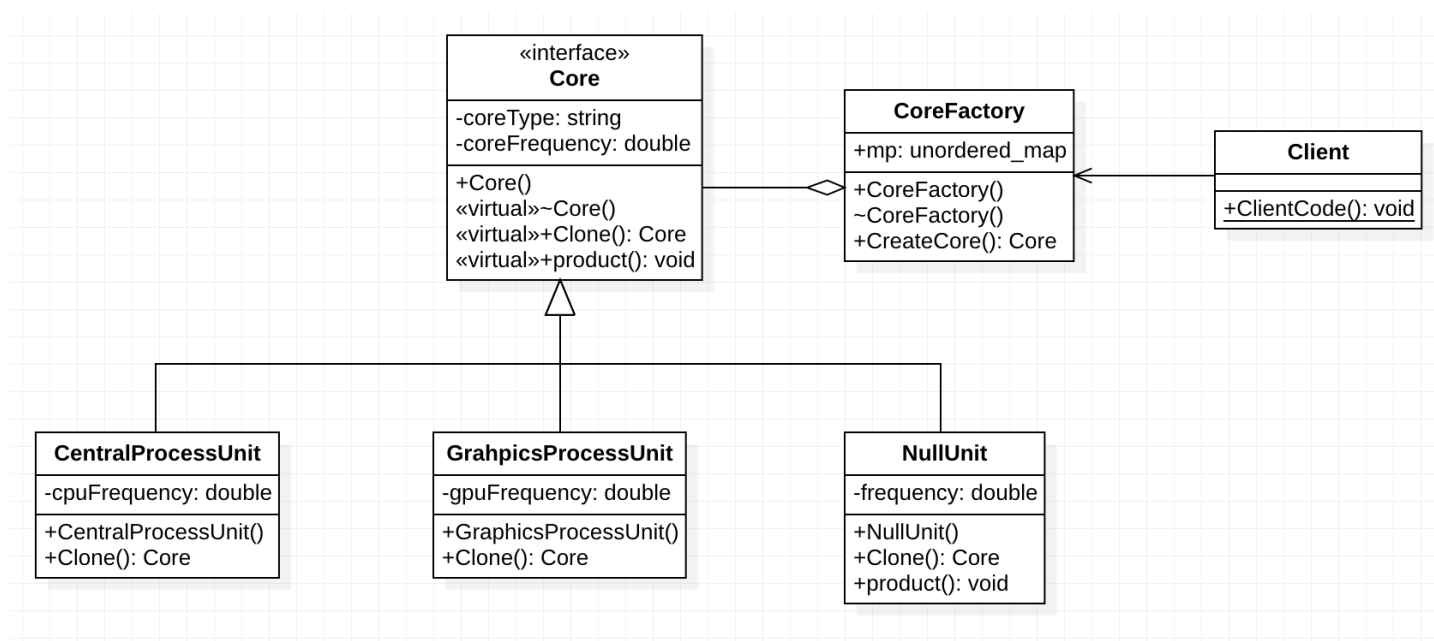 «interface»
Core
-coreType: string
-coreFrequency: double
+Core()
«virtual»~Core()
«virtual»+Clone(): Core
«virtual»+product(): void
CoreFactory
+mp: unordered_map
+CoreFactory()
~CoreFactory()
+CreateCore(): Core
Client
+ClientCode(): void
CentralProcessUnit
-cpuFrequency: double
+CentralProcessUnit()
+Clone(): Core
GrahpicsProcessUnit
-gpuFrequency: double
+GraphicsProcessUnit()
+Clone(): Core
NullUnit
-frequency: double
+NullUnit()
+Clone(): Core
+product(): void